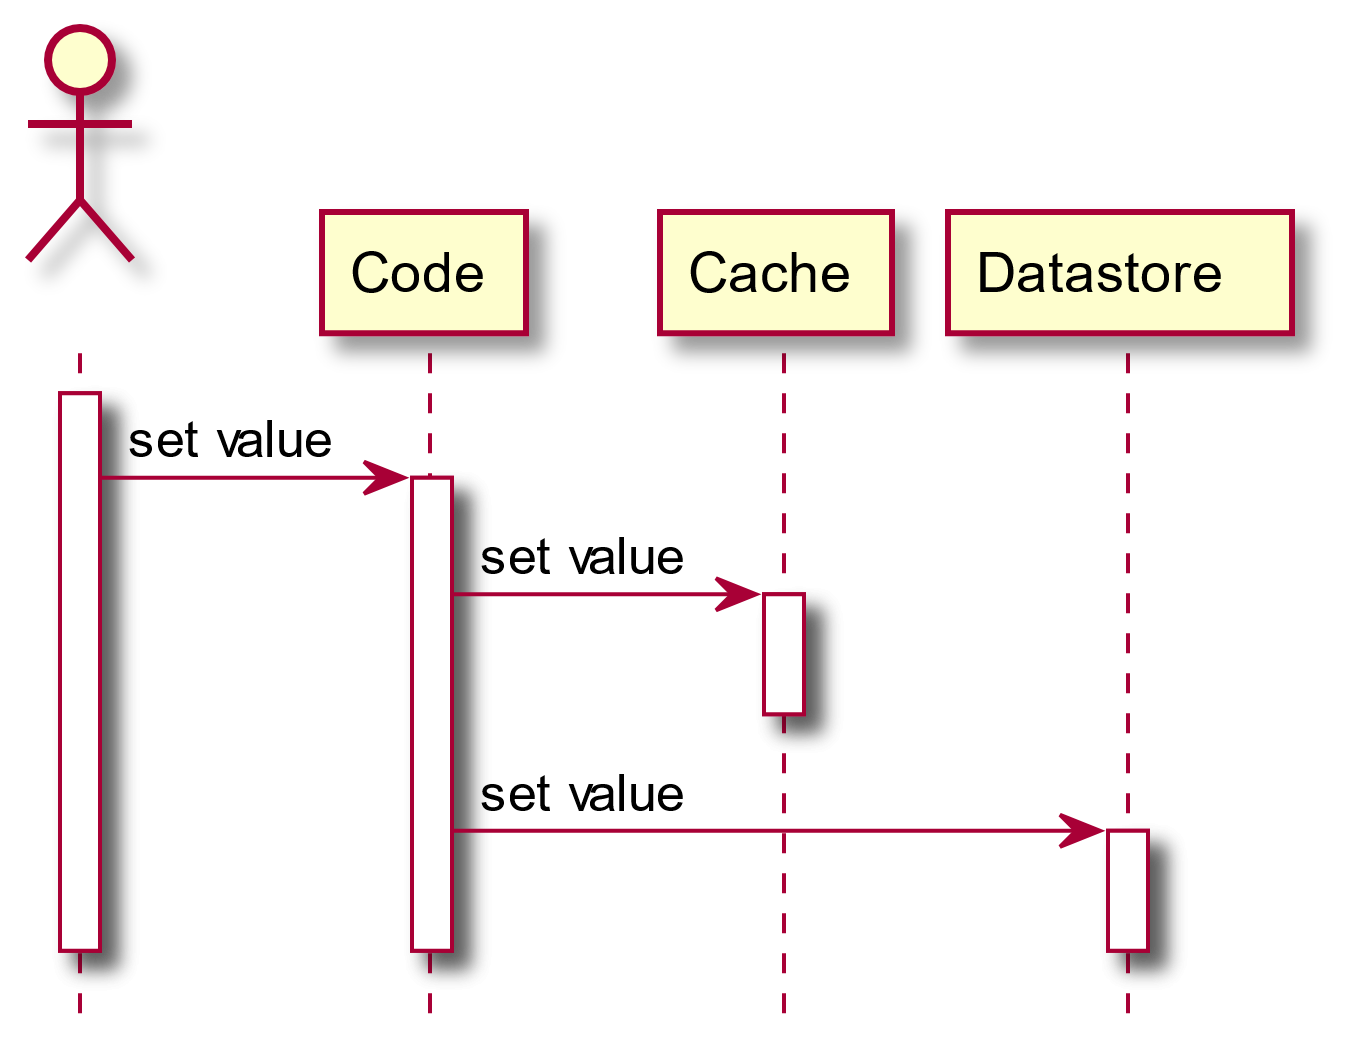 Code
Cache
Datastore
set value
set value
set value